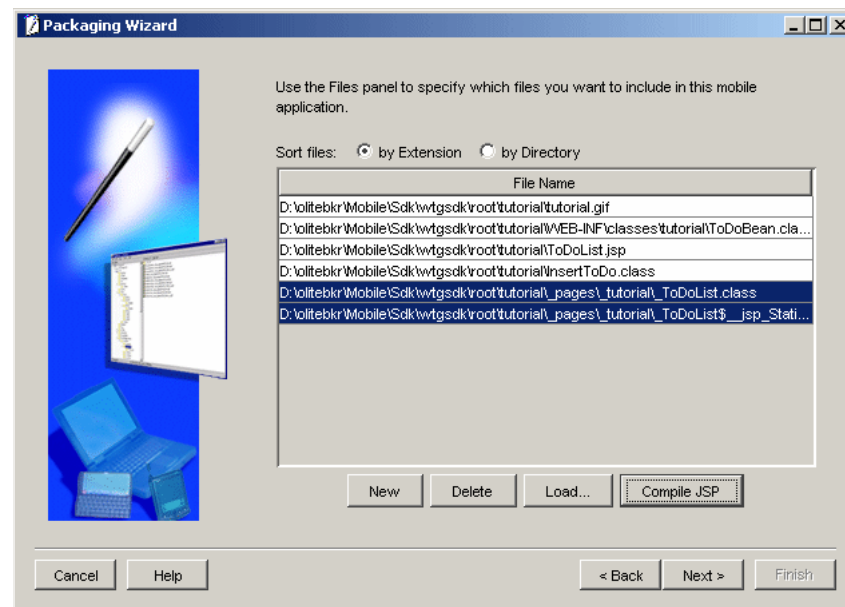 Packaging Wizard
Use the Files panel to specify which files you want to include in this mobile
application.
Sort files: by Extension by Directory
File Name
D:\olitebkr\Mobile\Sdk\wtgsdk\root\tutorial\tutorial.gif
D:\olitebkr\Mobile\Sdk\wtgsdk\root\tutorial\WEB-INF\classes\tutorial\ToDoBean.cla...
D:\olitebkr\Mobile\Sdk\wtgsdk\root\tutorial\ToDoList.jsp
D:\olitebkr\Mobile\Sdk\wtgsdk\root\tutorial\InsertToDo.class
D:\olitebkr\Mobile\Sdk\wtgsdk\root\tutorial\_pages\_tutorial\_ToDoList.class
D:\olitebkr\Mobile\Sdk\wtgsdk\root\tutorial\_pages\_tutorial\_ToDoList$__jsp_Stati...
New Delete Load... Compile JSP
Cancel Help < Back Next > Finish